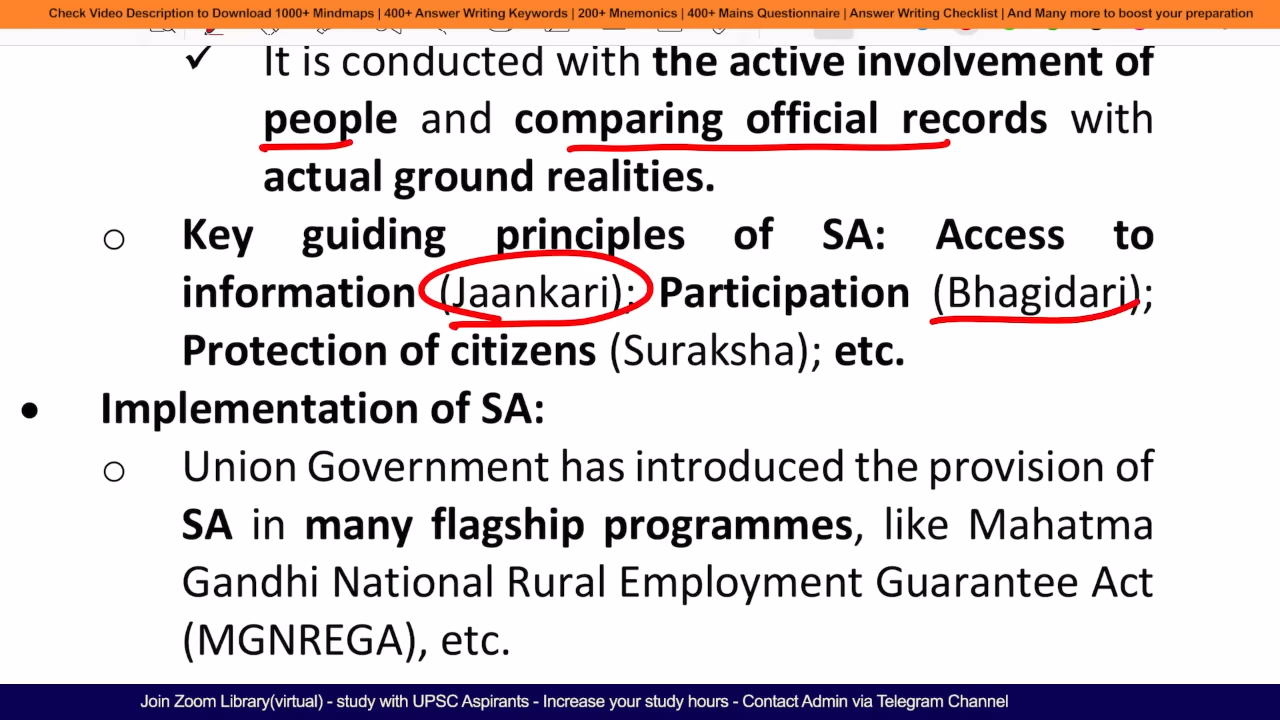 Check Video Description to Download 1000+ Mindmaps | 400+ Answer Writing Keywords | 200+ Mnemonics | 400+ Mains Questionnaire | Answer Writing Checklist | And Many more to boost your preparation
✓ It is conducted with the active involvement of
people and comparing official records with
actual ground realities.
o Key guiding principles of SA: Access to
information (Jaankari); Participation (Bhagidari);
Protection of citizens (Suraksha); etc.
• Implementation of SA:
o Union Government has introduced the provision of
SA in many flagship programmes, like Mahatma
Gandhi National Rural Employment Guarantee Act
(MGNREGA), etc.
Join Zoom Library(virtual) - study with UPSC Aspirants - Increase your study hours - Contact Admin via Telegram Channel